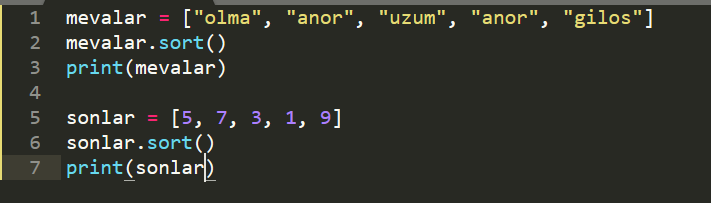 1 mevalar = ["olma", "anor", "uzum", "anor", "gilos"]
2 mevalar.sort()
3 print(mevalar)
4
5 sonlar = [5, 7, 3, 1, 9]
6 sonlar.sort()
7 print(sonlar)